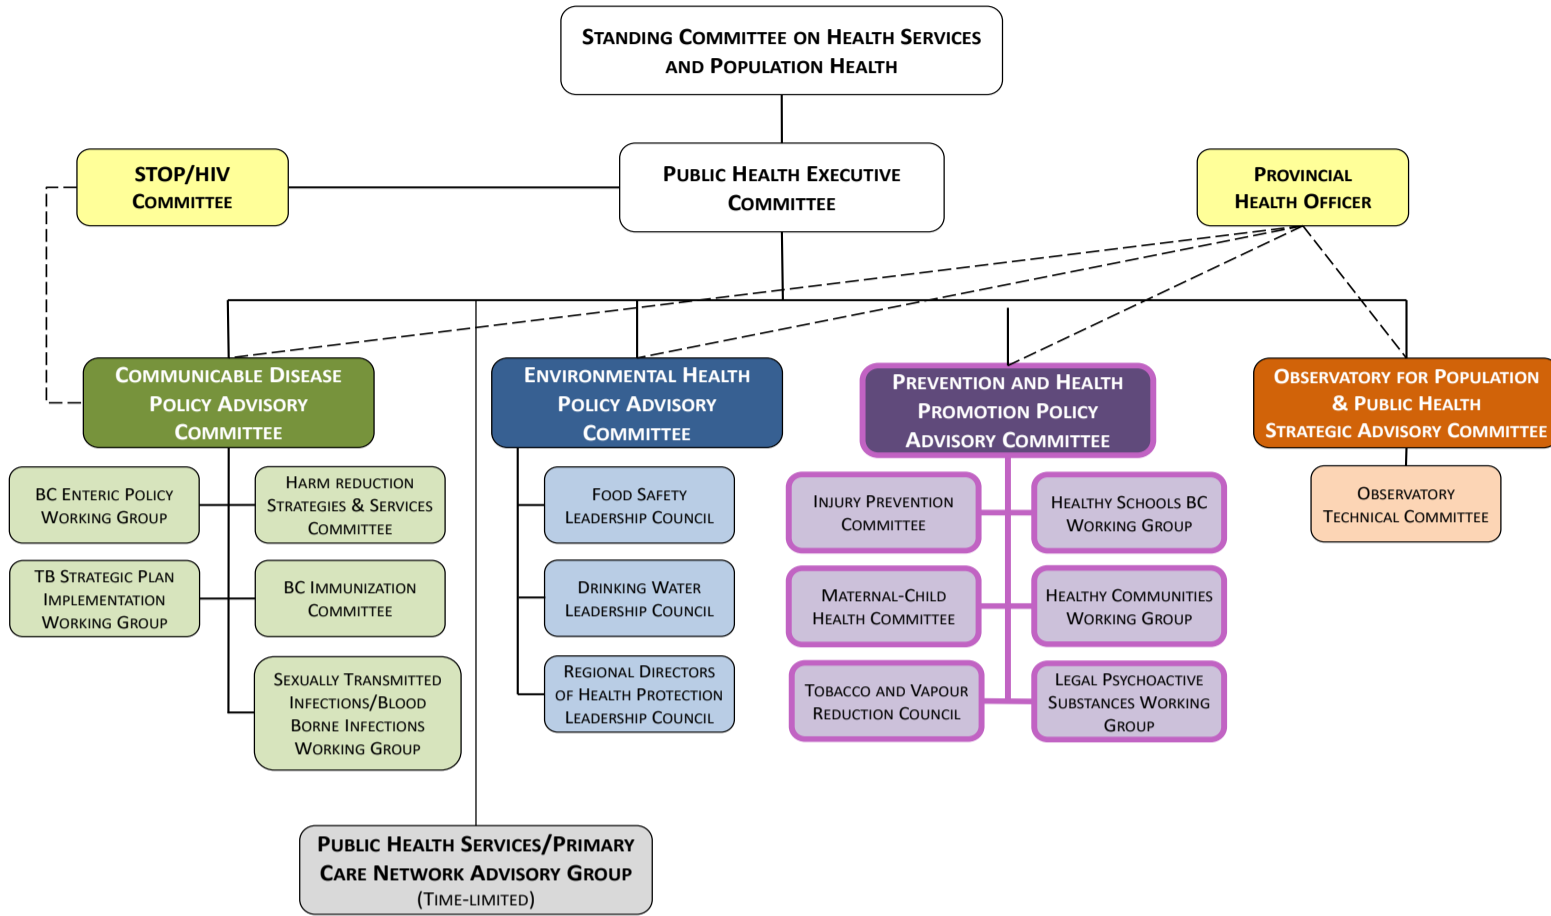 Standing Committee on Health Services
and Population Health
STOP/HIV
Committee
Public Health Executive
Committee
Provincial
Health Officer
Communicable Disease
Policy Advisory
Committee
Environmental Health
Policy Advisory
Committee
Prevention and Health
Promotion Policy
Advisory Committee
Observatory for Population
& Public Health
Strategic Advisory Committee
BC Enteric Policy
Working Group
Harm reduction
Strategies & Services
Committee
TB Strategic Plan
Implementation
Working Group
BC Immunization
Committee
Sexually Transmitted
Infections/Blood
Borne Infections
Working Group
Food Safety
Leadership Council
Drinking Water
Leadership Council
Regional Directors
of Health Protection
Leadership Council
Injury Prevention
Committee
Healthy Schools BC
Working Group
Maternal-Child
Health Committee
Healthy Communities
Working Group
Tobacco and Vapour
Reduction Council
Legal Psychoactive
Substances Working
Group
Observatory
Technical Committee
Public Health Services/Primary
Care Network Advisory Group
(Time-limited)